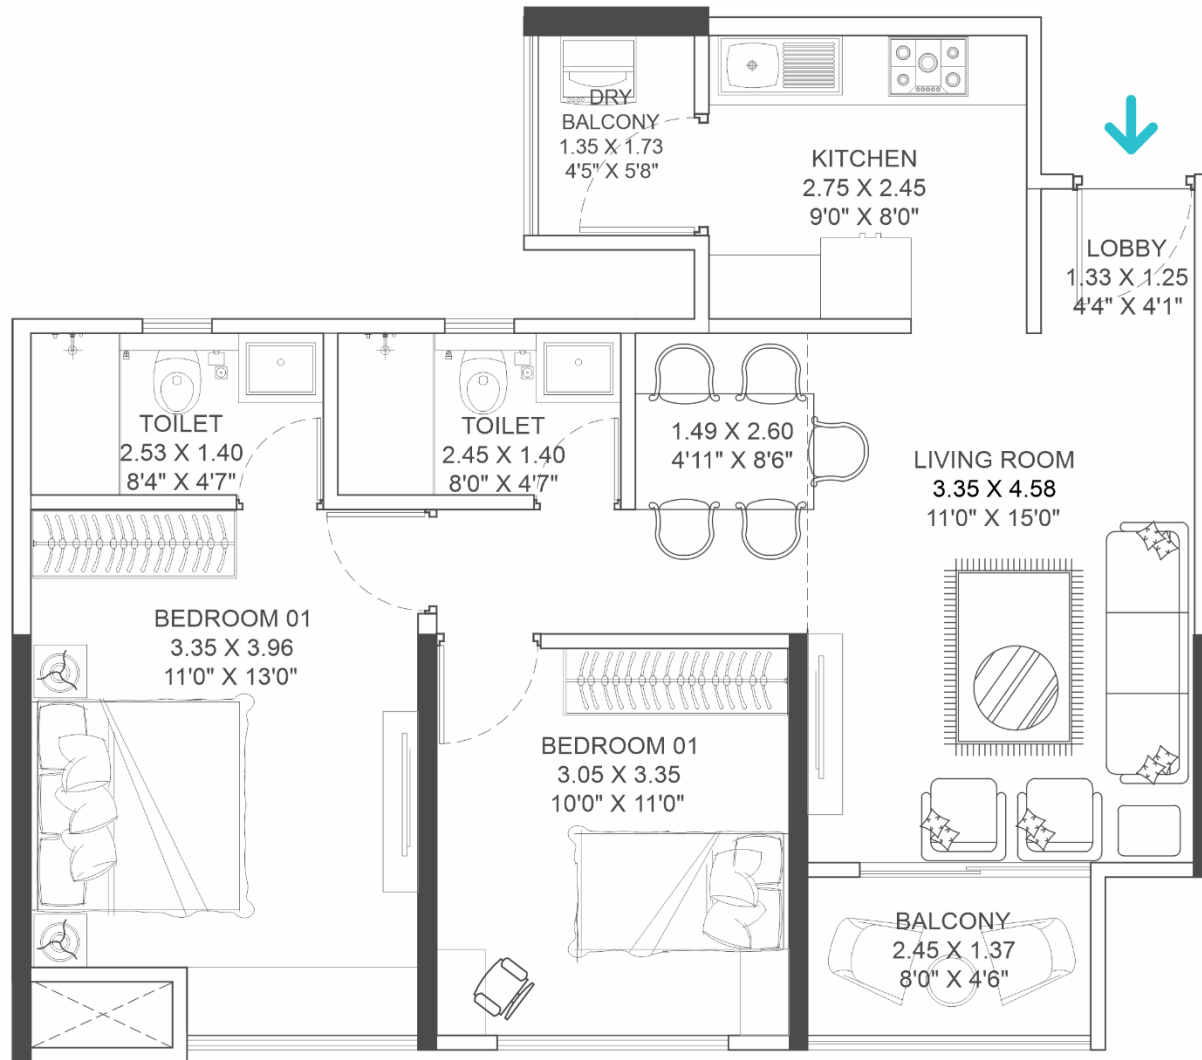 DRY
BALCONY
1.35 X 1.73
4'5" X 5'8"
KITCHEN
2.75 X 2.45
9'0" X 8'0"
LOBBY
1.33 X 1.25
4'4" X 4'1"
TOILET
2.53 X 1.40
8'4" X 4'7"
TOILET
2.45 X 1.40
8'0" X 4'7"
1.49 X 2.60
4'11" X 8'6"
LIVING ROOM
3.35 X 4.58
11'0" X 15'0"
BEDROOM 01
3.35 X 3.96
11'0" X 13'0"
BEDROOM 01
3.05 X 3.35
10'0" X 11'0"
BALCONY
2.45 X 1.37
8'0" X 4'6"